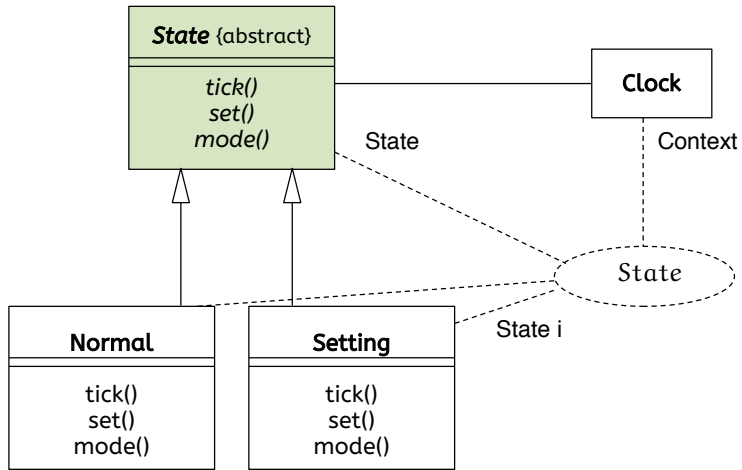 State {abstract}
tick()
set()
mode()
Clock
State
Context
State
Normal
tick()
set()
mode()
Setting
tick()
set()
mode()
State i